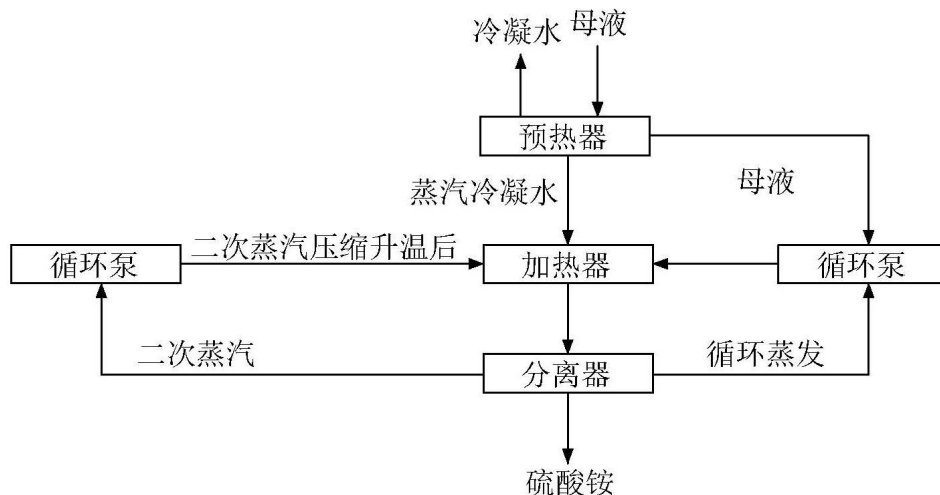 冷凝水
母液
预热器
蒸汽冷凝水
母液
循环泵
二次蒸汽压缩升温后
加热器
循环泵
二次蒸汽
分离器
循环蒸发
硫酸铵